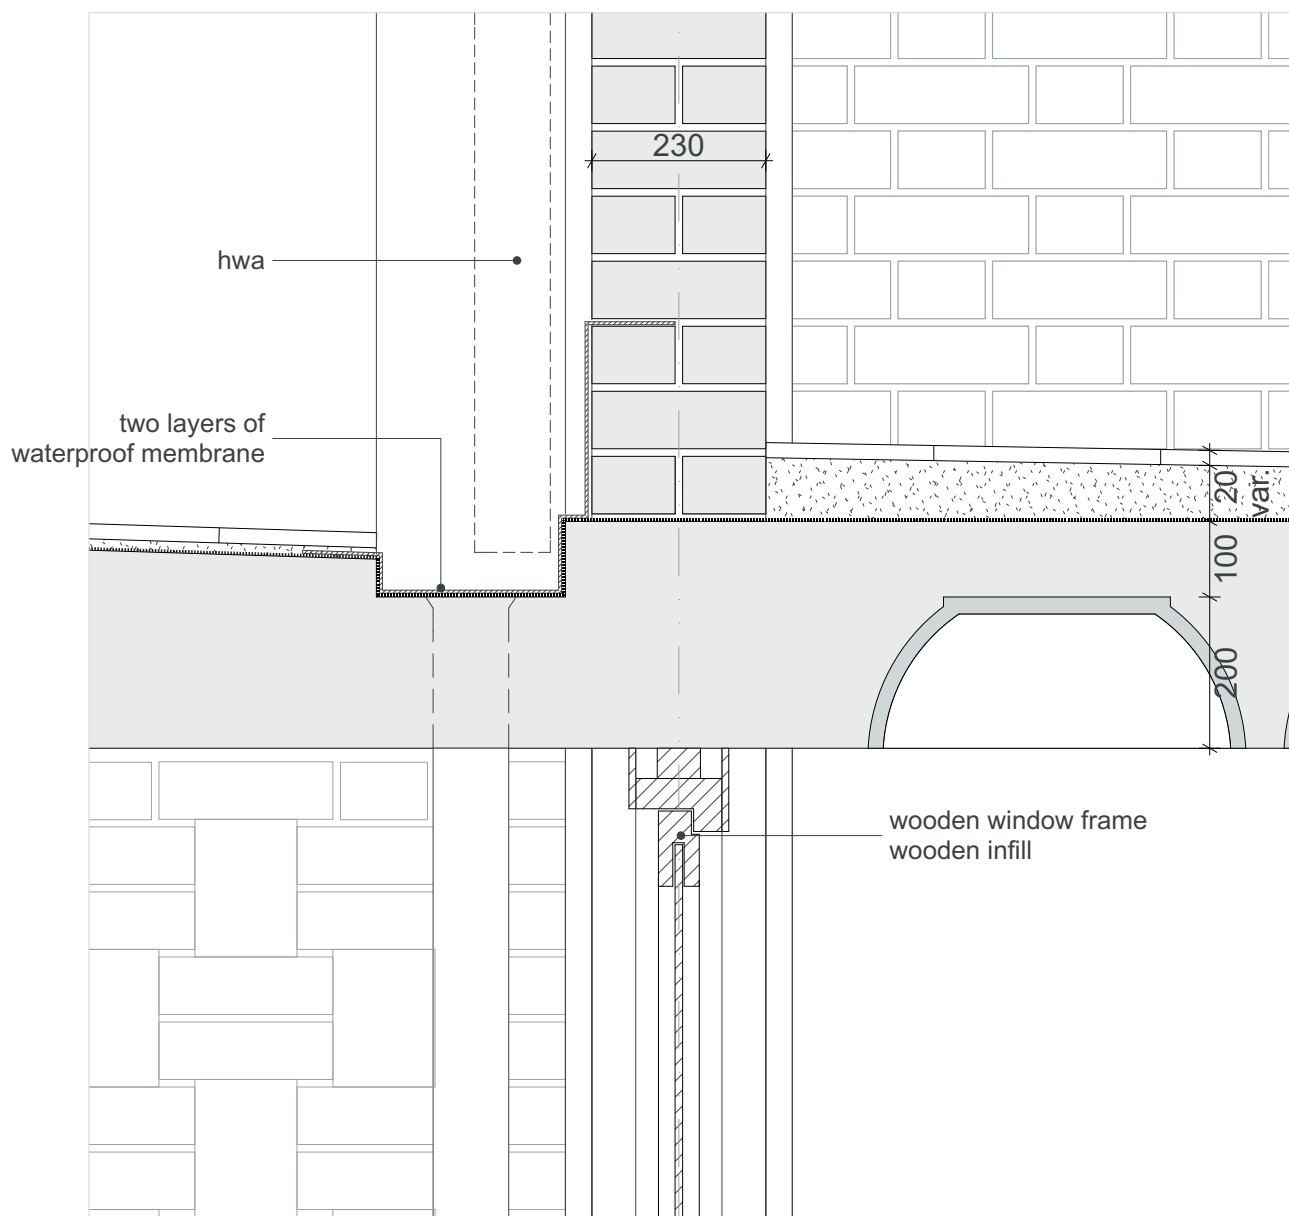 230
hwa
two layers of
waterproof membrane
20
var.
100
200
wooden window frame
wooden infill